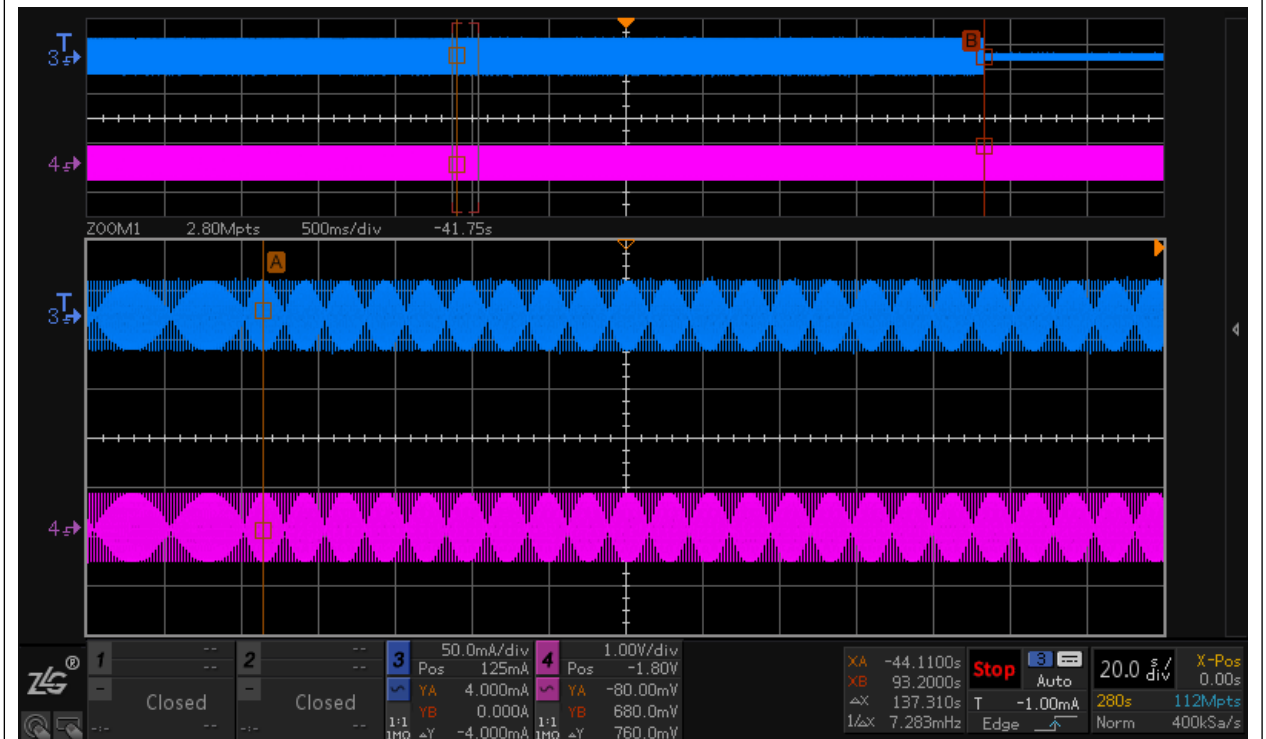 T
3
B
4
ZOOM1 2.80Mpts 500ms/div -41.75s
A
T
3
4
ZLG®
1 -- --
- Closed
-:-
2 -- --
- Closed
-:-
3 50.0mA/div
Pos 125mA
YA 4.000mA
YB 0.000A
1:1
1MΩ △Y -4.000mA
4 1.00V/div
Pos -1.80V
YA -80.00mV
YB 680.0mV
1:1
1MΩ △Y 760.0mV
XA -44.1100s
XB 93.2000s
△X 137.310s
1/△X 7.283mHz
Stop 3 Auto
T -1.00mA
Edge
20.0 s/div
X-Pos
0.00s
280s 112Mpts
Norm 400kSa/s